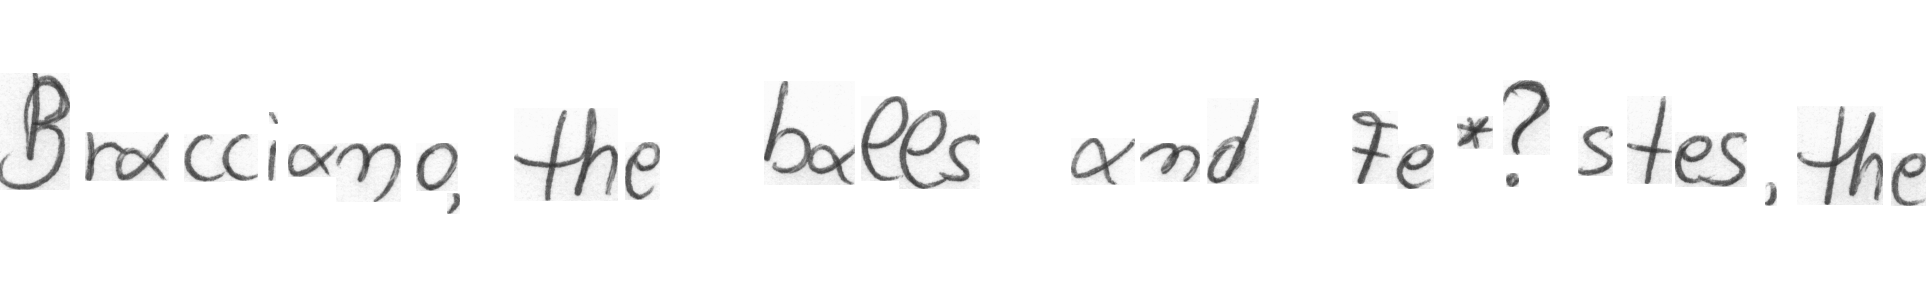 Bracciano, the balls and fe*?stes, the